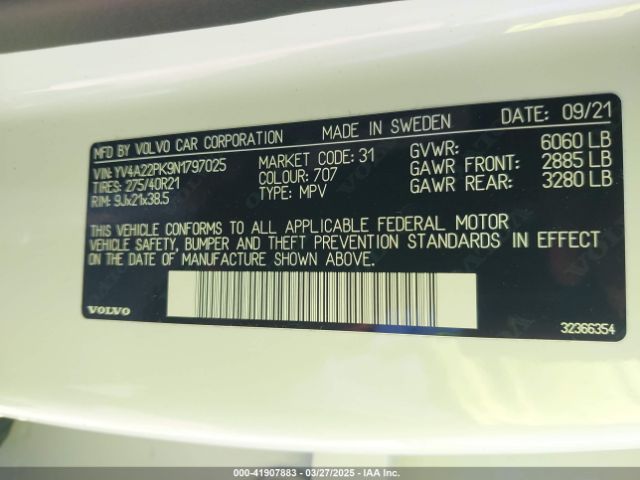 MFD BY VOLVO CAR CORPORATION MADE IN SWEDEN DATE: 09/21
VIN: YV4A22PK9N1797025 MARKET CODE: 31 GVWR: 6060 LB
TIRES: 275/40R21 COLOUR: 707 GAWR FRONT: 2885 LB
RIM: 9Jx21x38.5 TYPE: MPV GAWR REAR: 3280 LB
THIS VEHICLE CONFORMS TO ALL APPLICABLE FEDERAL MOTOR
VEHICLE SAFETY, BUMPER AND THEFT PREVENTION STANDARDS IN EFFECT
ON THE DATE OF MANUFACTURE SHOWN ABOVE.
VOLVO 32366354
000-41907883 | 03/27/2025 | IAA Inc.